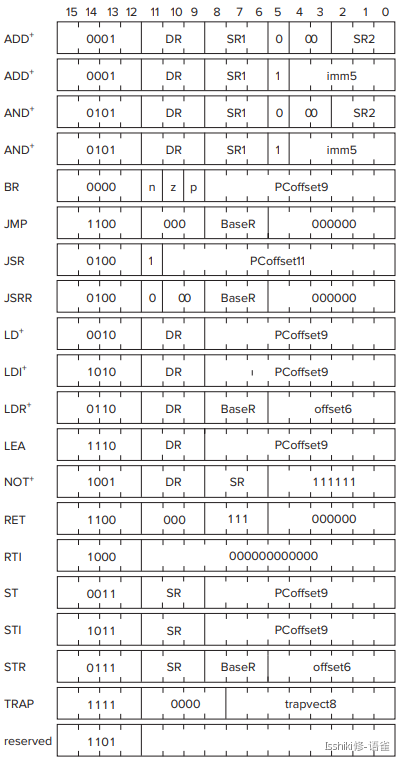 15 14 13 12 11 10 9 8 7 6 5 4 3 2 1 0
ADD+ 0001 DR SR1 0 00 SR2
ADD+ 0001 DR SR1 1 imm5
AND+ 0101 DR SR1 0 00 SR2
AND+ 0101 DR SR1 1 imm5
BR 0000 n z p PCoffset9
JMP 1100 000 BaseR 000000
JSR 0100 1 PCoffset11
JSRR 0100 0 00 BaseR 000000
LD+ 0010 DR PCoffset9
LDI+ 1010 DR PCoffset9
LDR+ 0110 DR BaseR offset6
LEA 1110 DR PCoffset9
NOT+ 1001 DR SR 111111
RET 1100 000 111 000000
RTI 1000 000000000000
ST 0011 SR PCoffset9
STI 1011 SR PCoffset9
STR 0111 SR BaseR offset6
TRAP 1111 0000 trapvect8
reserved 1101
Isshiki修-语雀